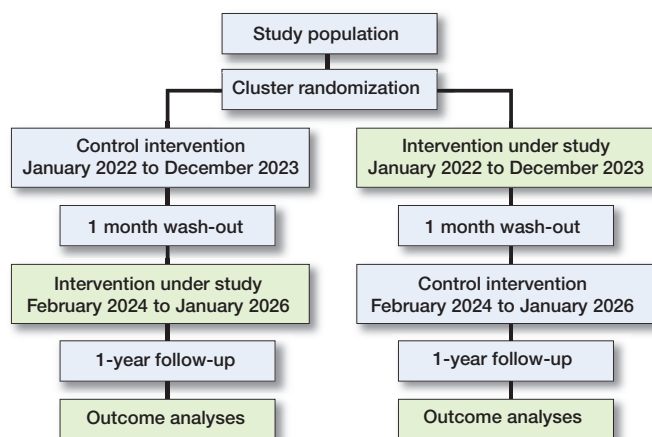 Study population
Cluster randomization
Control intervention
January 2022 to December 2023
Intervention under study
January 2022 to December 2023
1 month wash-out
1 month wash-out
Intervention under study
February 2024 to January 2026
Control intervention
February 2024 to January 2026
1-year follow-up
1-year follow-up
Outcome analyses
Outcome analyses